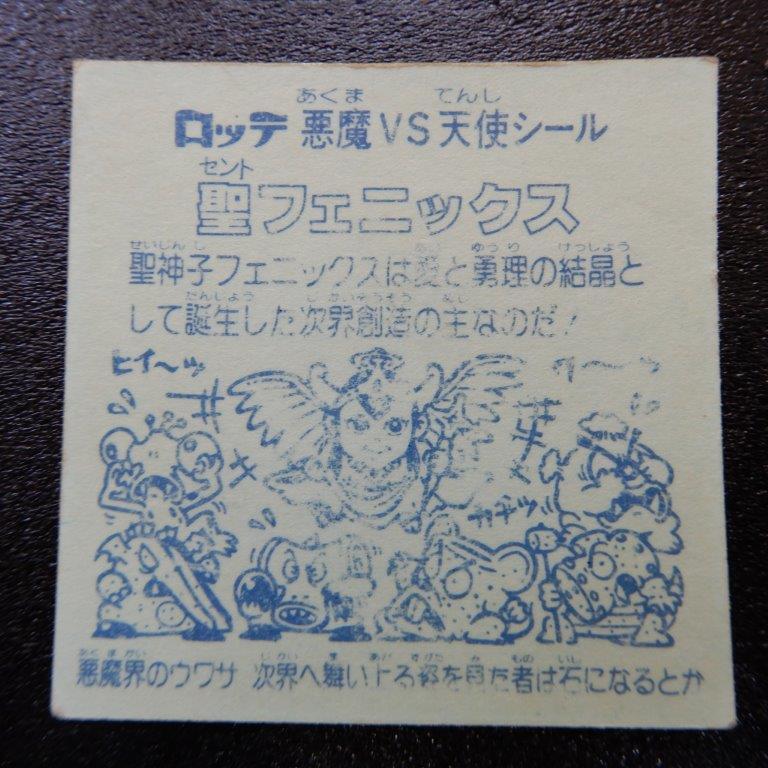 あくま てんし
ロッテ 悪魔VS天使シール
セント
聖フェニックス
せいじんし あい ゆうり けっしょう
聖神子フェニックスは愛と勇理の結晶と
たんじょう じかいそうぞう ぬし
して誕生した次界創造の主なのだ!
ヒィ〜ッ
ガチッ
あくまかい じかい ま あが すがた み もの いし
悪魔界のウワサ 次界へ舞い上る姿を見た者は石になるとか